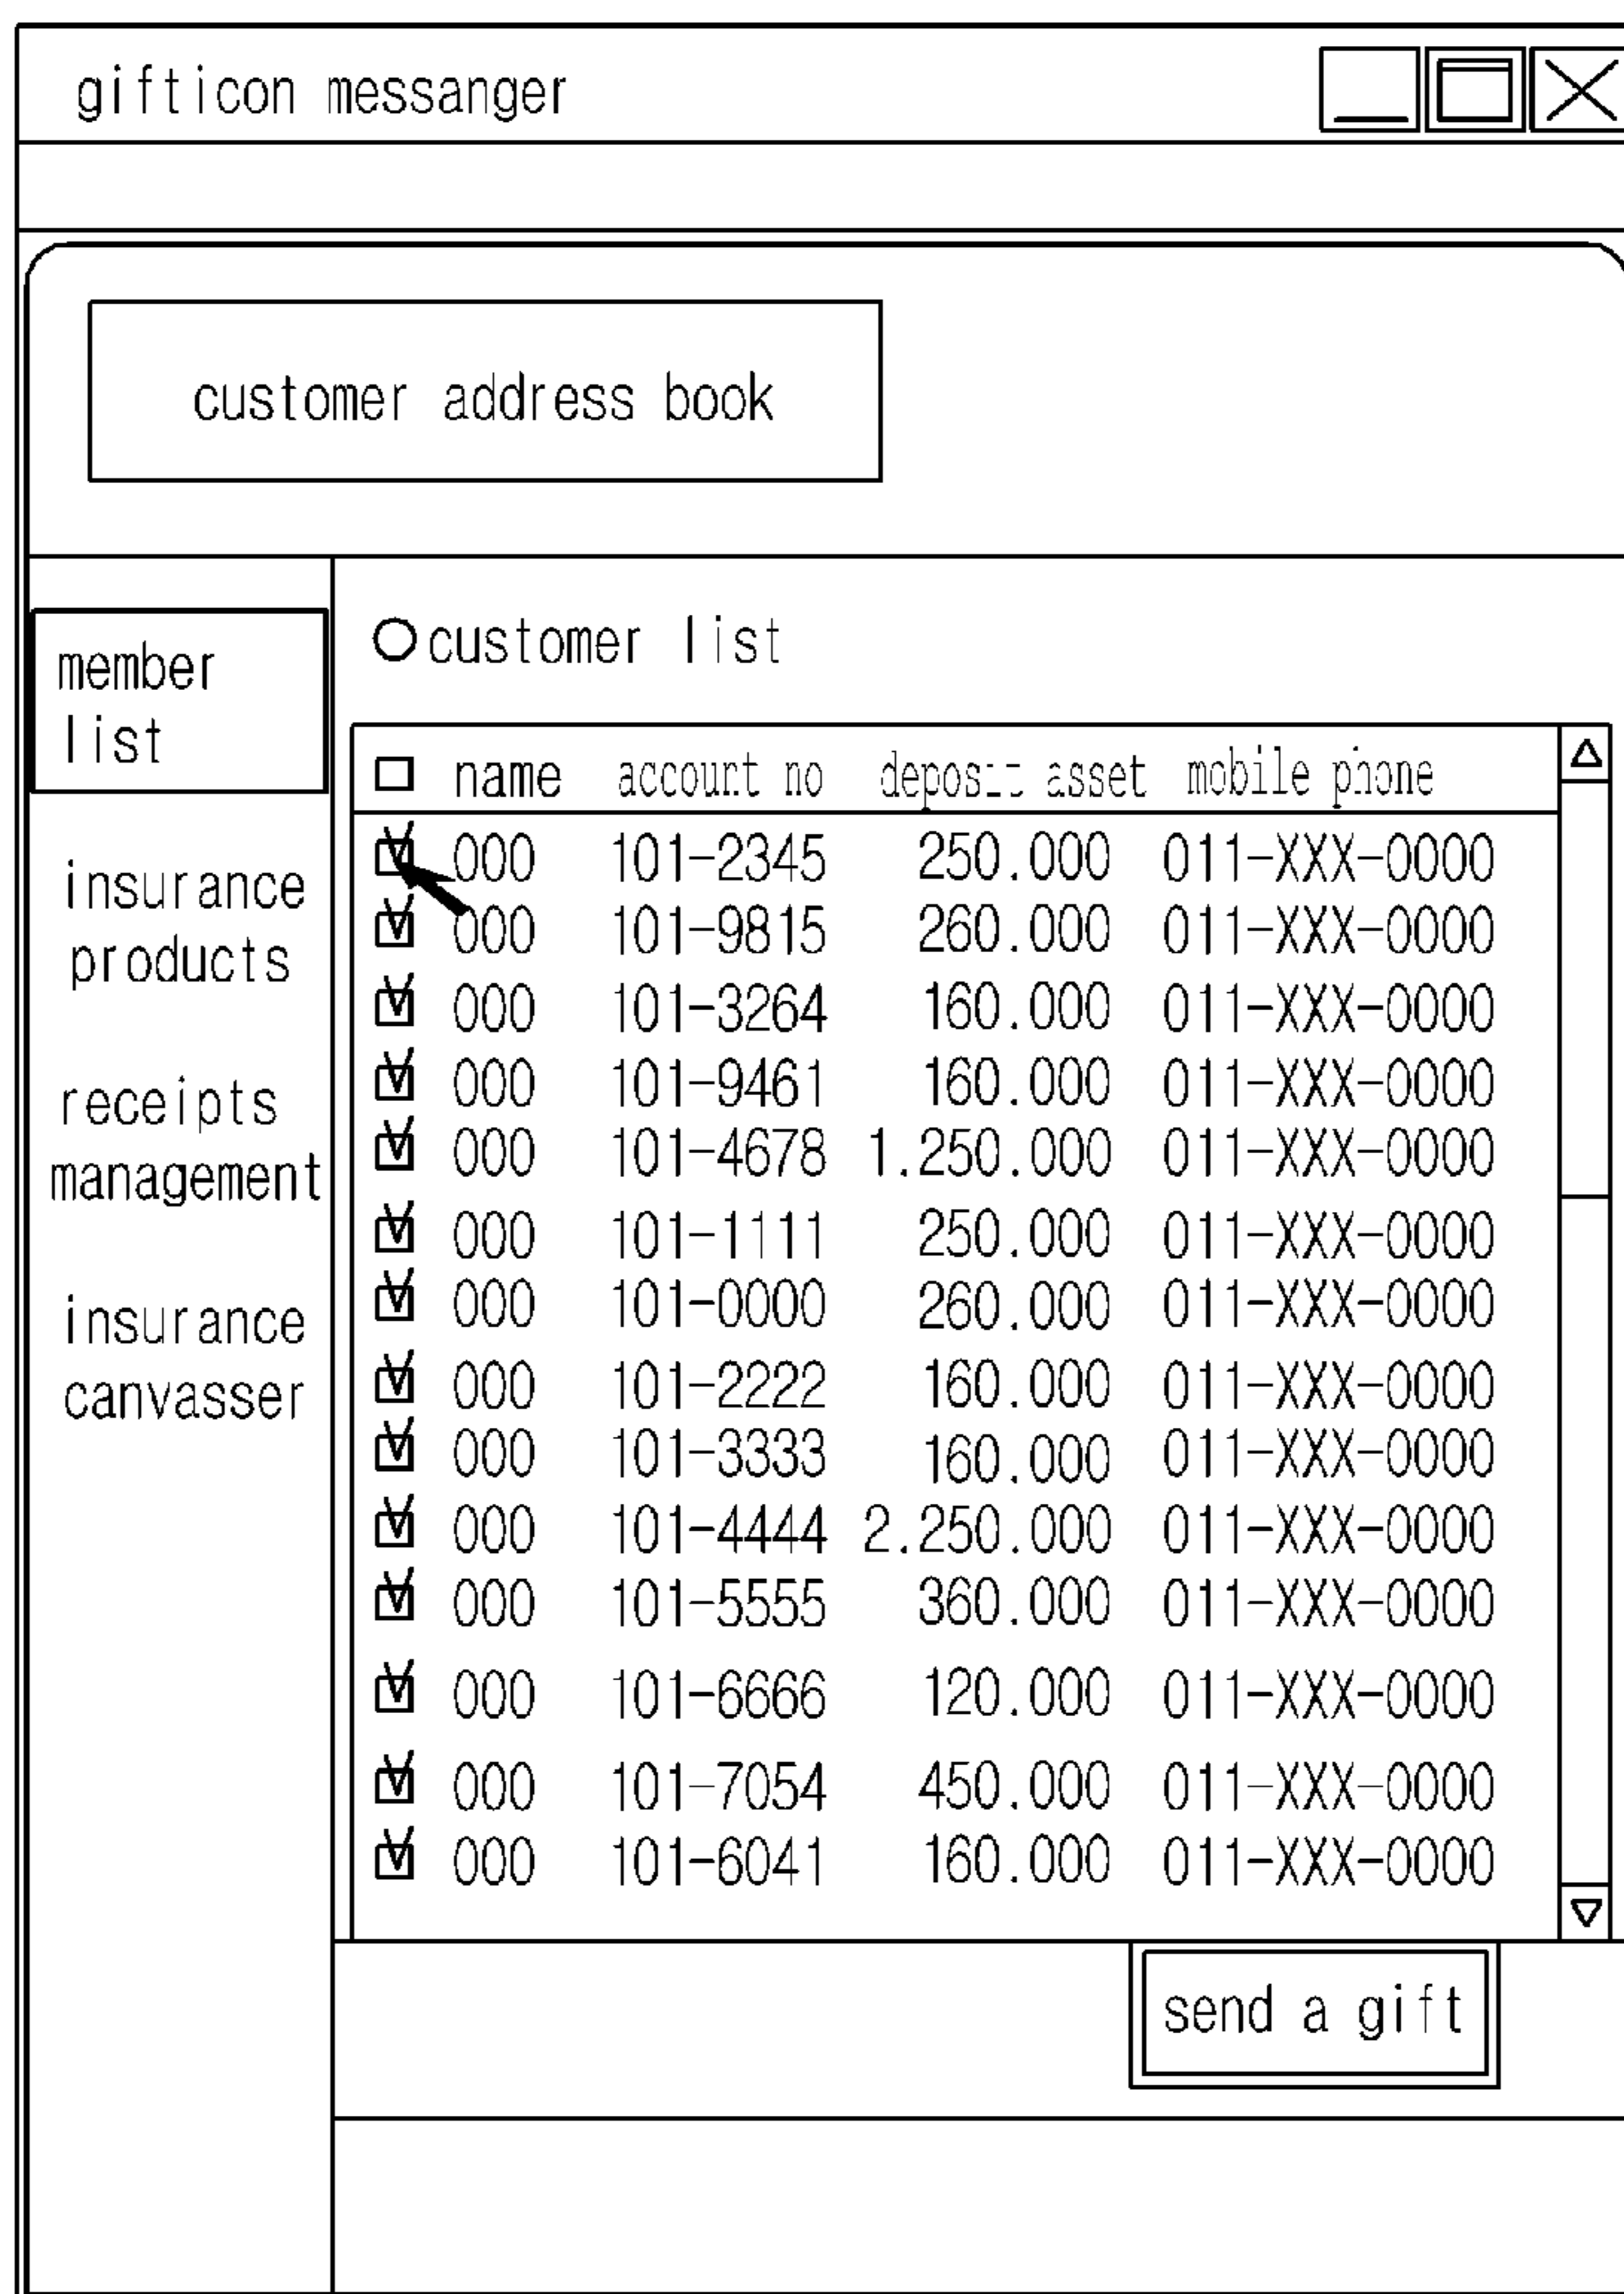 gifticon messanger
customer address book
member
list
insurance
products
receipts
management
insurance
canvasser
customer list
name account no deposit asset mobile phone
000 101-2345 250.000 011-XXX-0000
000 101-9815 260.000 011-XXX-0000
000 101-3264 160.000 011-XXX-0000
000 101-9461 160.000 011-XXX-0000
000 101-4678 1.250.000 011-XXX-0000
000 101-1111 250.000 011-XXX-0000
000 101-0000 260.000 011-XXX-0000
000 101-2222 160.000 011-XXX-0000
000 101-3333 160.000 011-XXX-0000
000 101-4444 2.250.000 011-XXX-0000
000 101-5555 360.000 011-XXX-0000
000 101-6666 120.000 011-XXX-0000
000 101-7054 450.000 011-XXX-0000
000 101-6041 160.000 011-XXX-0000
send a gift